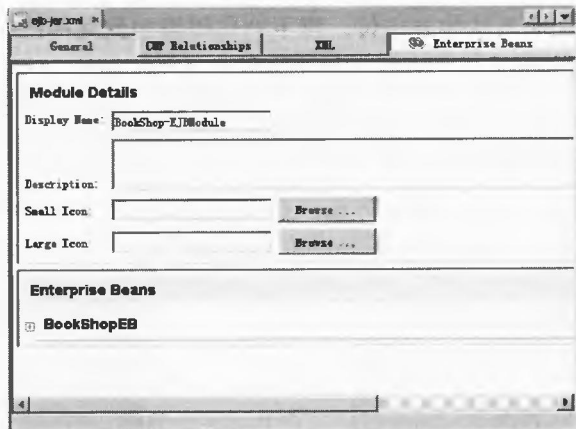 ejb-jar.xml ×
General CMP Relationships XML Enterprise Beans
Module Details
Display Name: BookShop-EJBModule
Description:
Small Icon Browse ...
Large Icon Browse ...
Enterprise Beans
BookShopEB